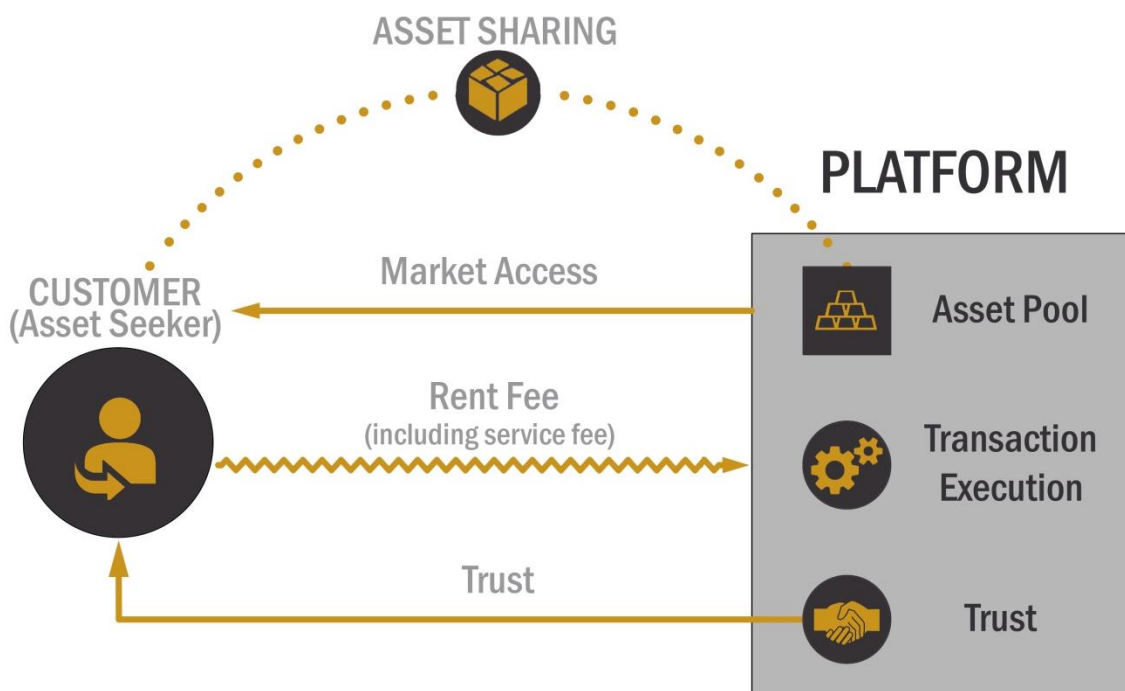 ASSET SHARING
PLATFORM
CUSTOMER
(Asset Seeker)
Market Access
Asset Pool
Rent Fee
(including service fee)
Transaction
Execution
Trust
Trust